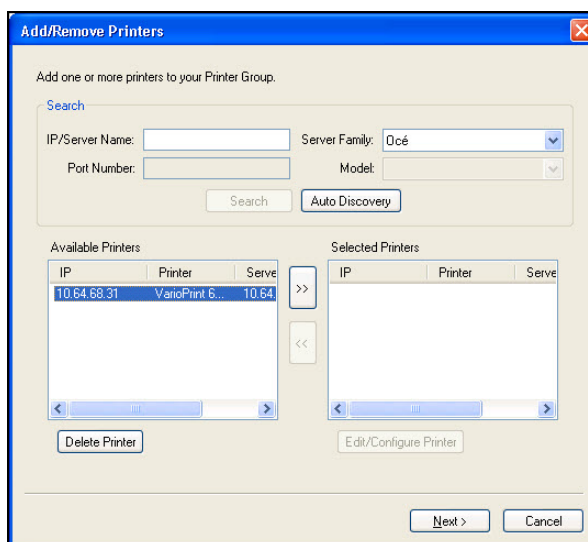 Add/Remove Printers
Add one or more printers to your Printer Group.
Search
IP/Server Name:
Server Family: Océ
Port Number:
Model:
Search Auto Discovery
Available Printers Selected Printers
IP Printer Serve IP Printer Serve
10.64.68.31 VarioPrint 6... 10.64.
>>
<<
Delete Printer Edit/Configure Printer
Next > Cancel